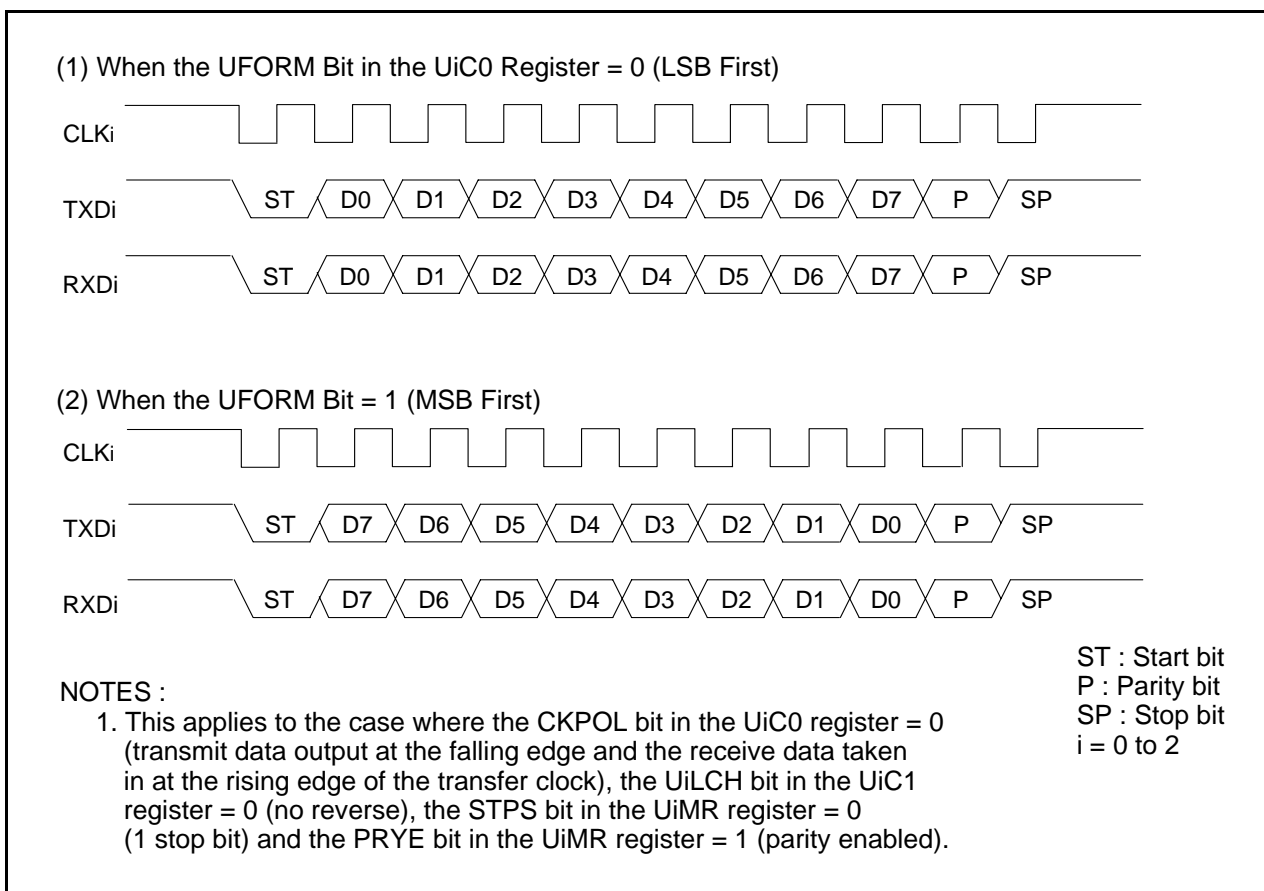 (1) When the UFORM Bit in the UiC0 Register = 0 (LSB First)
CLKi
TXDi ST D0 D1 D2 D3 D4 D5 D6 D7 P SP
RXDi ST D0 D1 D2 D3 D4 D5 D6 D7 P SP
(2) When the UFORM Bit = 1 (MSB First)
CLKi
TXDi ST D7 D6 D5 D4 D3 D2 D1 D0 P SP
RXDi ST D7 D6 D5 D4 D3 D2 D1 D0 P SP
ST : Start bit
P : Parity bit
SP : Stop bit
i = 0 to 2
NOTES :
1. This applies to the case where the CKPOL bit in the UiC0 register = 0
(transmit data output at the falling edge and the receive data taken
in at the rising edge of the transfer clock), the UiLCH bit in the UiC1
register = 0 (no reverse), the STPS bit in the UiMR register = 0
(1 stop bit) and the PRYE bit in the UiMR register = 1 (parity enabled).